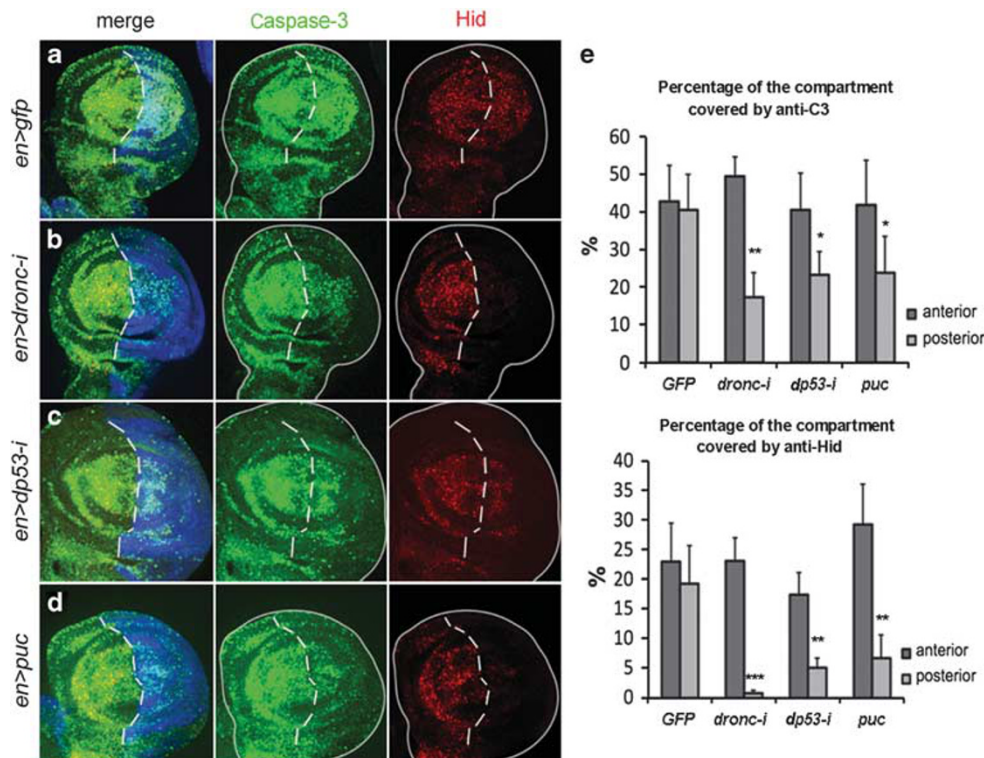 merge
Caspase-3
Hid
a
en>gfp
b
en>dronc-i
c
en>dp53-i
d
en>puc
e
Percentage of the compartment
covered by anti-C3
60
50
40
30
20
10
0
%
**
*
*
anterior
posterior
GFP
dronc-i
dp53-i
puc
Percentage of the compartment
covered by anti-Hid
40
35
30
25
20
15
10
5
0
%
***
**
**
anterior
posterior
GFP
dronc-i
dp53-i
puc